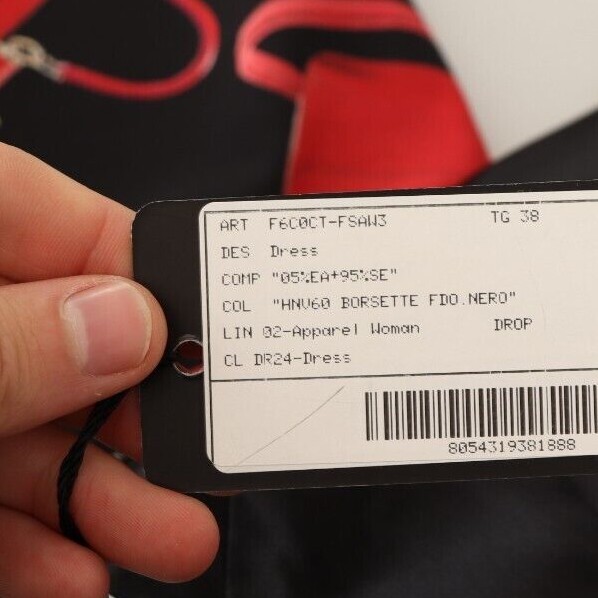 ART F6C0CT-FSAW3 TG 38
DES Dress
COMP "05%EA+95%SE"
COL "HNV60 BORSETTE FDO.NERO"
LIN 02-Apparel Woman DROP
CL DR24-Dress
8054319381888